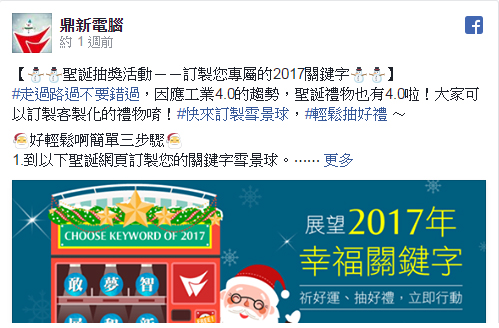 鼎新電腦
約 1 週前
【⛄⛄聖誕抽獎活動－－訂製您專屬的2017關鍵字⛄⛄】
#走過路過不要錯過，因應工業4.0的趨勢，聖誕禮物也有4.0啦！大家可
以訂製客製化的禮物唷！#快來訂製雪景球，#輕鬆抽好禮 ～
🎅好輕鬆啊簡單三步驟🎅
1.到以下聖誕網頁訂製您的關鍵字雪景球。⋯⋯ 更多
CHOOSE KEYWORD OF 2017
敢 夢 智
展望2017年
幸福關鍵字
祈好運、抽好禮，立即行動